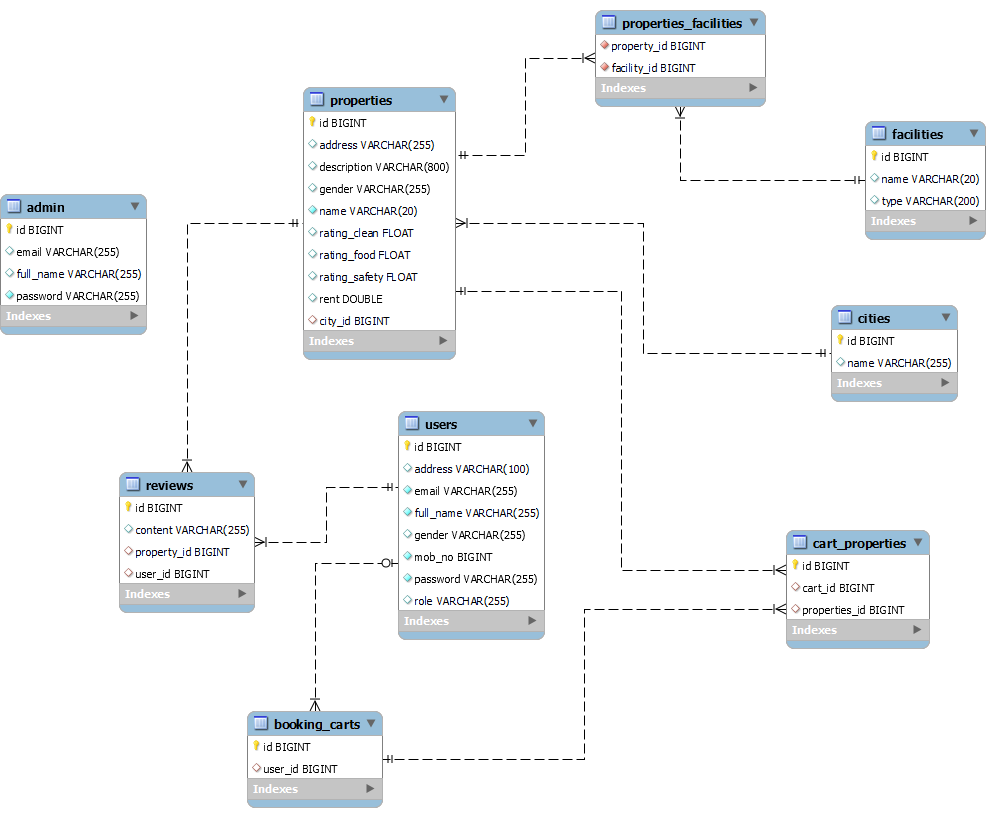 properties_facilities
property_id BIGINT
facility_id BIGINT
Indexes
properties
id BIGINT
address VARCHAR(255)
description VARCHAR(800)
gender VARCHAR(255)
name VARCHAR(20)
rating_clean FLOAT
rating_food FLOAT
rating_safety FLOAT
rent DOUBLE
city_id BIGINT
Indexes
facilities
id BIGINT
name VARCHAR(20)
type VARCHAR(200)
Indexes
admin
id BIGINT
email VARCHAR(255)
full_name VARCHAR(255)
password VARCHAR(255)
Indexes
cities
id BIGINT
name VARCHAR(255)
Indexes
users
id BIGINT
address VARCHAR(100)
email VARCHAR(255)
full_name VARCHAR(255)
gender VARCHAR(255)
mob_no BIGINT
password VARCHAR(255)
role VARCHAR(255)
Indexes
reviews
id BIGINT
content VARCHAR(255)
property_id BIGINT
user_id BIGINT
Indexes
cart_properties
id BIGINT
cart_id BIGINT
properties_id BIGINT
Indexes
booking_carts
id BIGINT
user_id BIGINT
Indexes